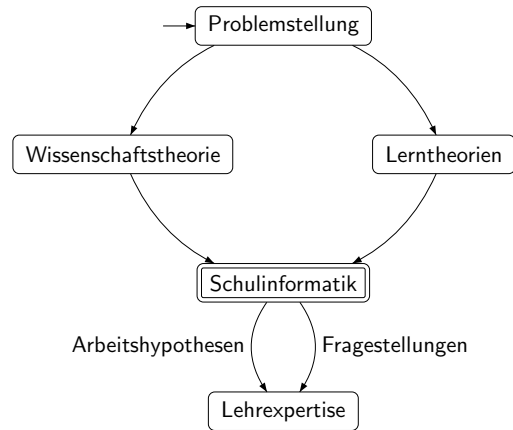 Problemstellung
Wissenschaftstheorie
Lerntheorien
Schulinformatik
Arbeitshypothesen
Fragestellungen
Lehrexpertise